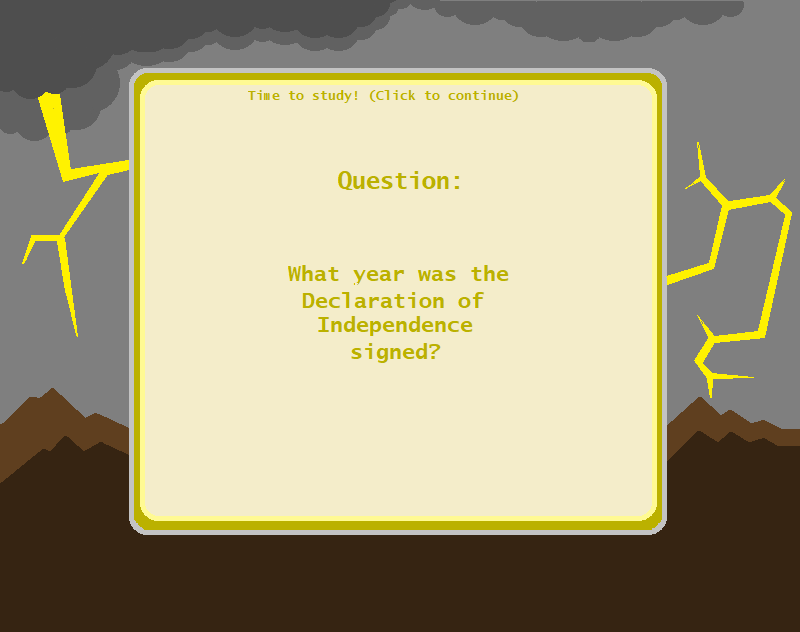 Time to study! (Click to continue)
Question:
What year was the
Declaration of
Independence
signed?